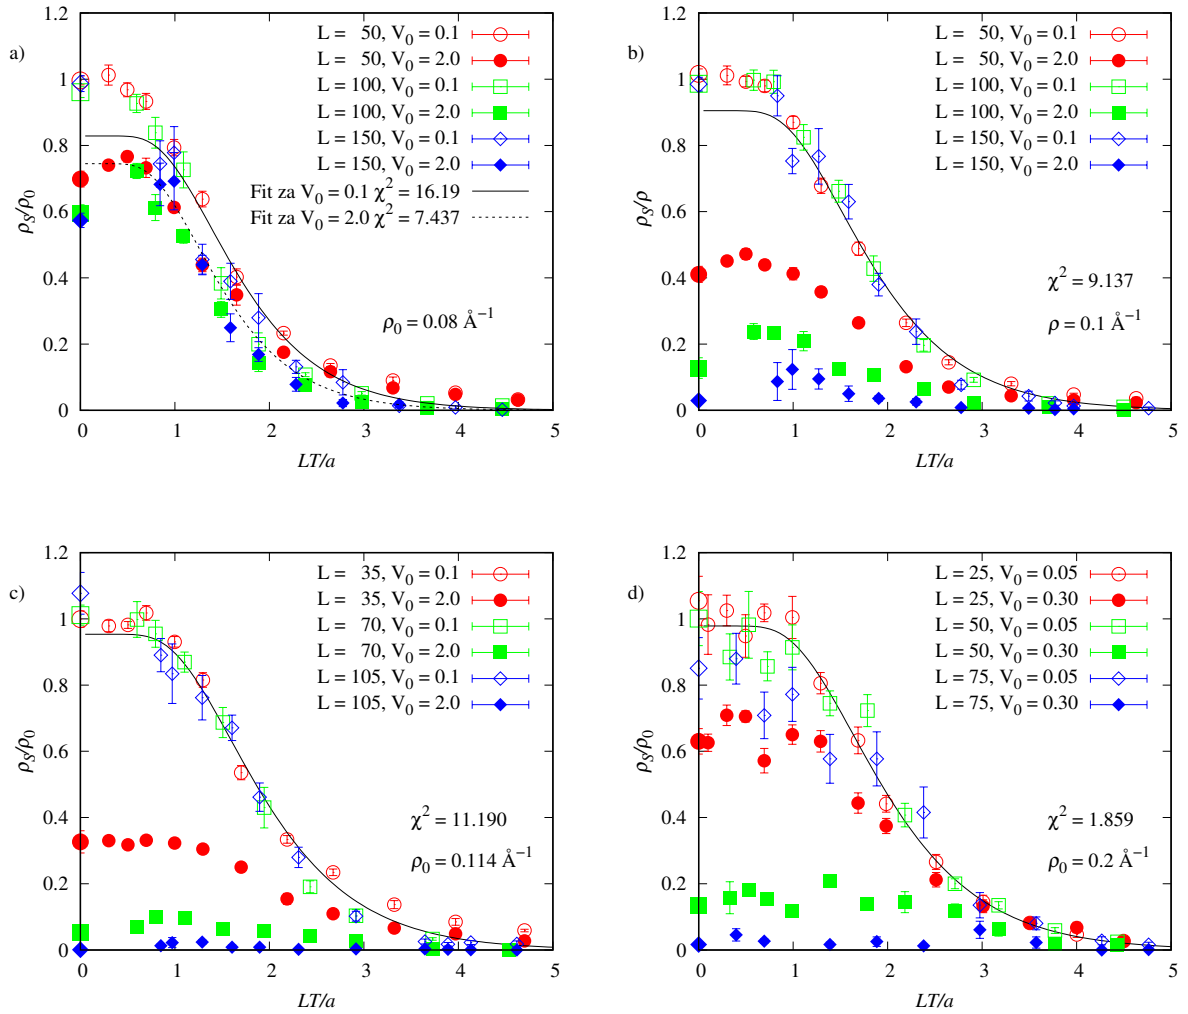 a)
1.2
1
0.8
0.6
0.4
0.2
0
ρS/ρ0
L = 50, V0 = 0.1
L = 50, V0 = 2.0
L = 100, V0 = 0.1
L = 100, V0 = 2.0
L = 150, V0 = 0.1
L = 150, V0 = 2.0
Fit za V0 = 0.1 χ² = 16.19
Fit za V0 = 2.0 χ² = 7.437
ρ0 = 0.08 Å⁻¹
0 1 2 3 4 5
LT/a
b)
1.2
1
0.8
0.6
0.4
0.2
0
ρS/ρ
L = 50, V0 = 0.1
L = 50, V0 = 2.0
L = 100, V0 = 0.1
L = 100, V0 = 2.0
L = 150, V0 = 0.1
L = 150, V0 = 2.0
χ² = 9.137
ρ = 0.1 Å⁻¹
0 1 2 3 4 5
LT/a
c)
1.2
1
0.8
0.6
0.4
0.2
0
ρS/ρ0
L = 35, V0 = 0.1
L = 35, V0 = 2.0
L = 70, V0 = 0.1
L = 70, V0 = 2.0
L = 105, V0 = 0.1
L = 105, V0 = 2.0
χ² = 11.190
ρ0 = 0.114 Å⁻¹
0 1 2 3 4 5
LT/a
d)
1.2
1
0.8
0.6
0.4
0.2
0
ρS/ρ0
L = 25, V0 = 0.05
L = 25, V0 = 0.30
L = 50, V0 = 0.05
L = 50, V0 = 0.30
L = 75, V0 = 0.05
L = 75, V0 = 0.30
χ² = 1.859
ρ0 = 0.2 Å⁻¹
0 1 2 3 4 5
LT/a